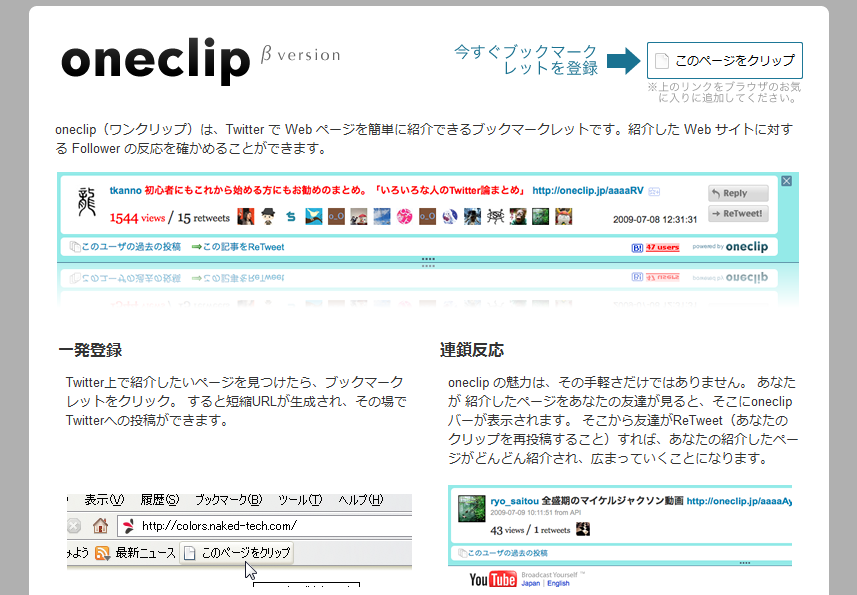 oneclip β version
今すぐブックマーク
レットを登録
このページをクリップ
※上のリンクをブラウザのお気
に入りに追加してください。
oneclip（ワンクリップ）は、Twitter で Web ページを簡単に紹介できるブックマークレットです。紹介した Web サイトに対す
る Follower の反応を確かめることができます。
龍
tkanno 初心者にもこれから始める方にもお勧めのまとめ。「いろいろな人のTwitter論まとめ」 http://oneclip.jp/aaaaRV
Reply
1544 views / 15 retweets
2009-07-08 12:31:31
ReTweet!
このユーザの過去の投稿 ⇒この記事をReTweet
B! 47 users powered by oneclip
一発登録
Twitter上で紹介したいページを見つけたら、ブックマーク
レットをクリック。 すると短縮URLが生成され、その場で
Twitterへの投稿ができます。
連鎖反応
oneclip の魅力は、その手軽さだけではありません。 あなた
が 紹介したページをあなたの友達が見ると、そこにoneclip
バーが表示されます。 そこから友達がReTweet（あなたの
クリップを再投稿すること）すれば、あなたの紹介したペー
ジがどんどん紹介され、広まっていくことになります。
表示(V) 履歴(S) ブックマーク(B) ツール(T) ヘルプ(H)
http://colors.naked-tech.com/
みよう 最新ニュース このページをクリップ
ryo_saitou 全盛期のマイケルジャクソン動画 http://oneclip.jp/aaaaAy
2009-07-09 10:11:51 from API
43 views / 1 retweets
このユーザの過去の投稿
YouTube Broadcast Yourself ™
Japan | English